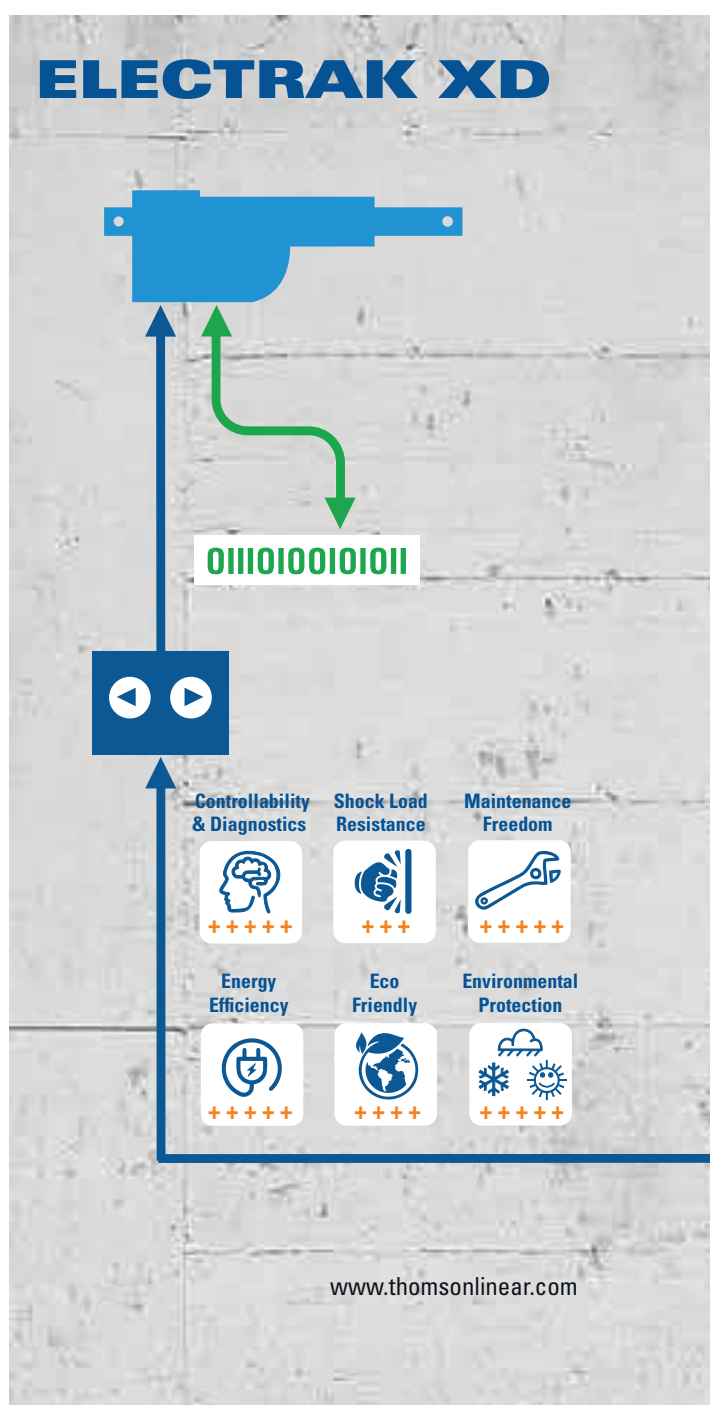 ELECTRAK XD
01110100101011
Controllability
& Diagnostics
+ + + + +
Shock Load
Resistance
+ + +
Maintenance
Freedom
+ + + + +
Energy
Efficiency
+ + + + +
Eco
Friendly
+ + + +
Environmental
Protection
+ + + + +
www.thomsonlinear.com